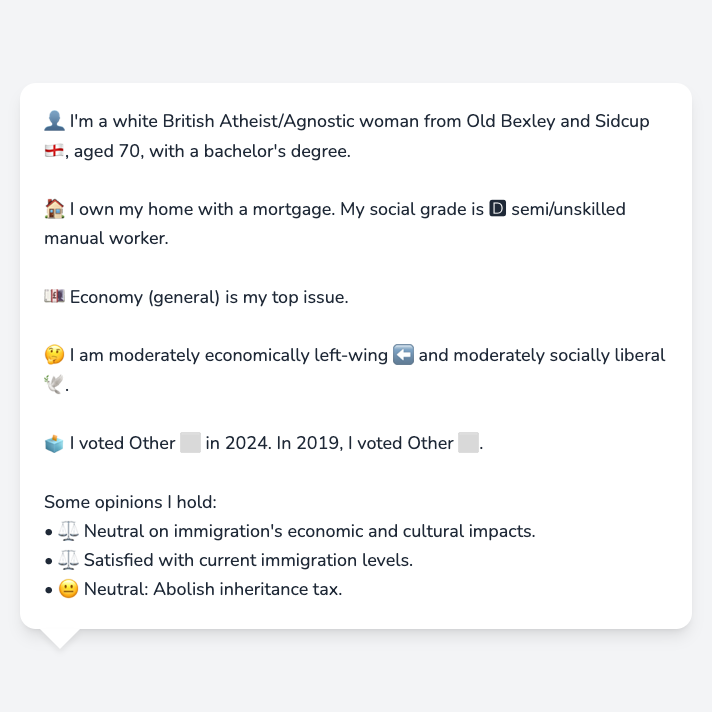 👤 I'm a white British Atheist/Agnostic woman from Old Bexley and Sidcup
🏴󠁧󠁢󠁥󠁮󠁧󠁿, aged 70, with a bachelor's degree.
🏠 I own my home with a mortgage. My social grade is D semi/unskilled
manual worker.
💷 Economy (general) is my top issue.
🤔 I am moderately economically left-wing ⬅️ and moderately socially liberal
🕊️.
🗳️ I voted Other ⬜ in 2024. In 2019, I voted Other ⬜.
Some opinions I hold:
• ⚖️ Neutral on immigration's economic and cultural impacts.
• ⚖️ Satisfied with current immigration levels.
• 😐 Neutral: Abolish inheritance tax.